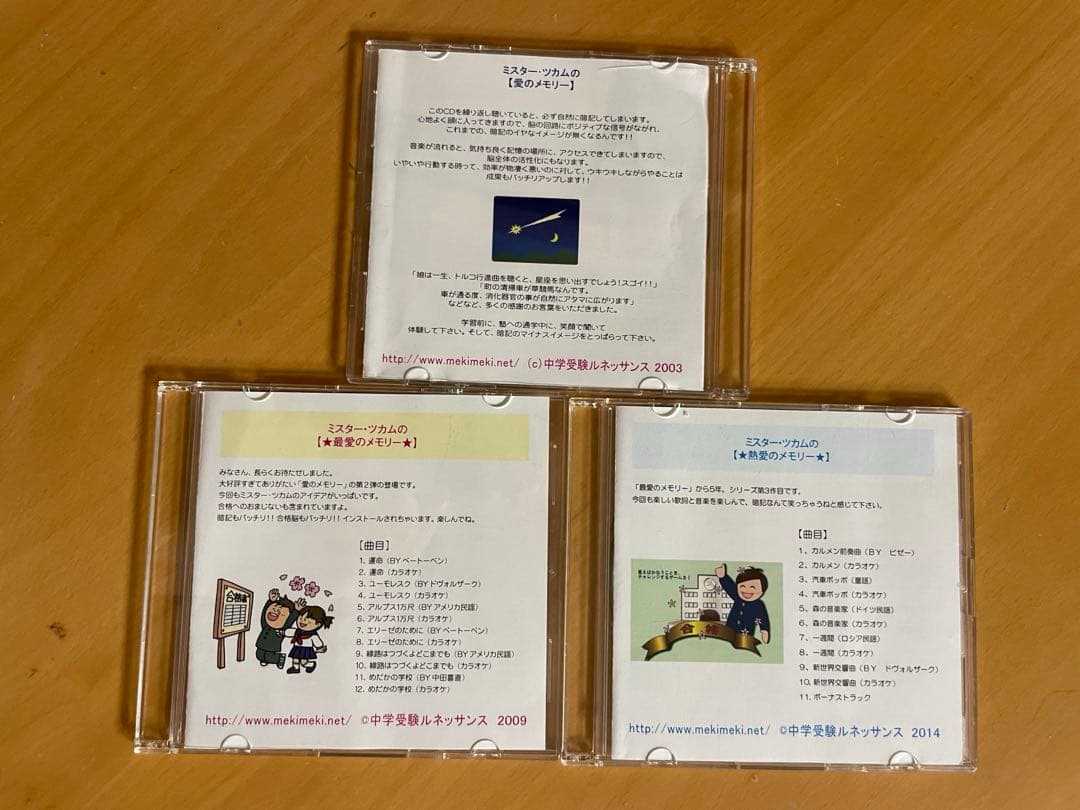 ミスター・ツカムの
【愛のメモリー】
このCDを繰り返し聴いていると、必ず自然に暗記してしまいます。
心地よく頭に入ってきますので、脳の回路にポジティブな信号がながれ、
これまでの、暗記のイヤなイメージが無くなるんです!!
音楽が流れると、気持ち良く記憶の場所に、アクセスできてしまいますので、
脳全体の活性化にもなります。
いやいや行動する時って、効率が物凄く悪いのに対して、ウキウキしながらやることは
成果もバッチリアップします!!
「娘は一生、トルコ行進曲を聴くと、星座を思い出すでしょう!スゴイ!!」
「町の清掃車が草競馬なんです。
車が通る度、消化器官の事が自然にアタマに広がります」
などなど、多くの感謝のお言葉をいただきました。
学習前に、塾への通学中に、笑顔で聞いて
体験して下さい。そして、暗記のマイナスイメージをとっぱらって下さい。
http://www.mekimeki.net/ (c)中学受験ルネッサンス 2003
ミスター・ツカムの
【★最愛のメモリー★】
みなさん、長らくお待たせしました。
大好評すぎてありがたい「愛のメモリー」の第2弾の登場です。
今回もミスター・ツカムのアイデアがいっぱいです。
合格へのおまじないも含まれていますよ。
暗記もバッチリ!!合格脳もバッチリ!!インストールされちゃいます。楽しんでね。
【曲目】
1. 運命(BYベートーベン)
2. 運命(カラオケ)
3. ユーモレスク(BYドヴォルザーク)
4. ユーモレスク(カラオケ)
5. アルプス1万尺(BYアメリカ民謡)
6. アルプス1万尺(カラオケ)
7. エリーゼのために(BYベートーベン)
8. エリーゼのために(カラオケ)
9. 線路はつづくよどこまでも(BYアメリカ民謡)
10. 線路はつづくよどこまでも(カラオケ)
11. めだかの学校(BY中田喜直)
12. めだかの学校(カラオケ)
合格者
http://www.mekimeki.net/ ©中学受験ルネッサンス 2009
ミスター・ツカムの
【★熱愛のメモリー★】
「最愛のメモリー」から5年。シリーズ第3作目です。
今回も楽しい歌詞と音楽を楽しんで、暗記なんて笑っちゃうねと感じて下さい。
【曲目】
1、カルメン前奏曲(BY ビゼー)
2、カルメン(カラオケ)
3、汽車ポッポ(童謡)
4、汽車ポッポ(カラオケ)
5、森の音楽家(ドイツ民謡)
6、森の音楽家(カラオケ)
7、一週間(ロシア民謡)
8、一週間(カラオケ)
9、新世界交響曲(BY ドヴォルザーク)
10、新世界交響曲(カラオケ)
11、ボーナストラック
合格
http://www.mekimeki.net/ ©中学受験ルネッサンス 2014